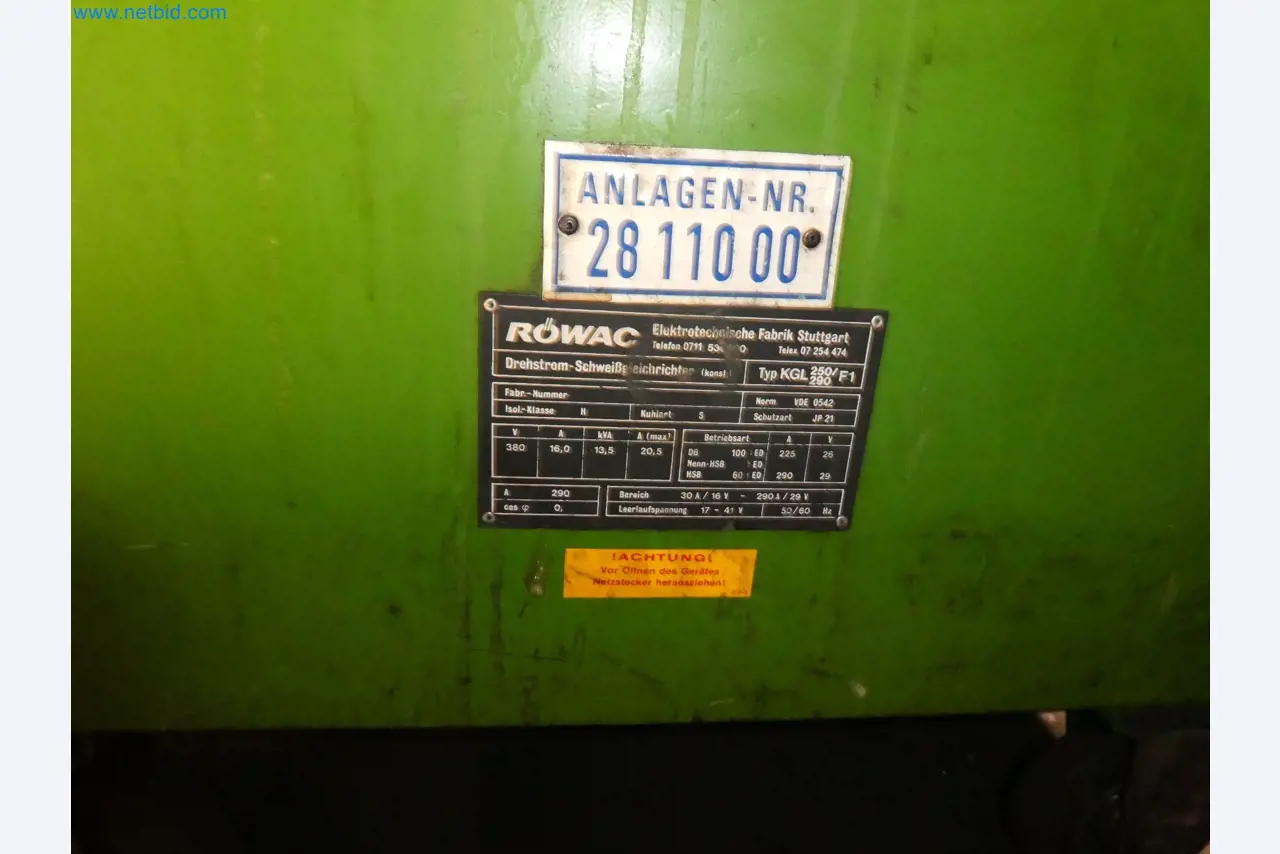 www.netbid.com
ANLAGEN-NR.
28 110 00
RÖWAC Elektrotechnische Fabrik Stuttgart
Telefon 0711 Telex 07 254 474
Drehstrom-Schweißgleichrichter (konst.) Typ KGL 250/290/F1
Fabr.-Nummer
Norm VDE 0542
Isol.-Klasse H Kühlart S Schutzart JP 21
V A kVA A (max) Betriebsart A V
380 16,0 13,5 20,5 DB 100 ED 225 26
Nenn-HSB ED
HSB 60 ED 290 29
A 290 Bereich 30 A / 16 V - 290 A / 29 V
cos φ 0, Leerlaufspannung 17 - 41 V 50/60 Hz
!ACHTUNG!
Vor Öffnen des Gerätes
Netzstecker herausziehen!